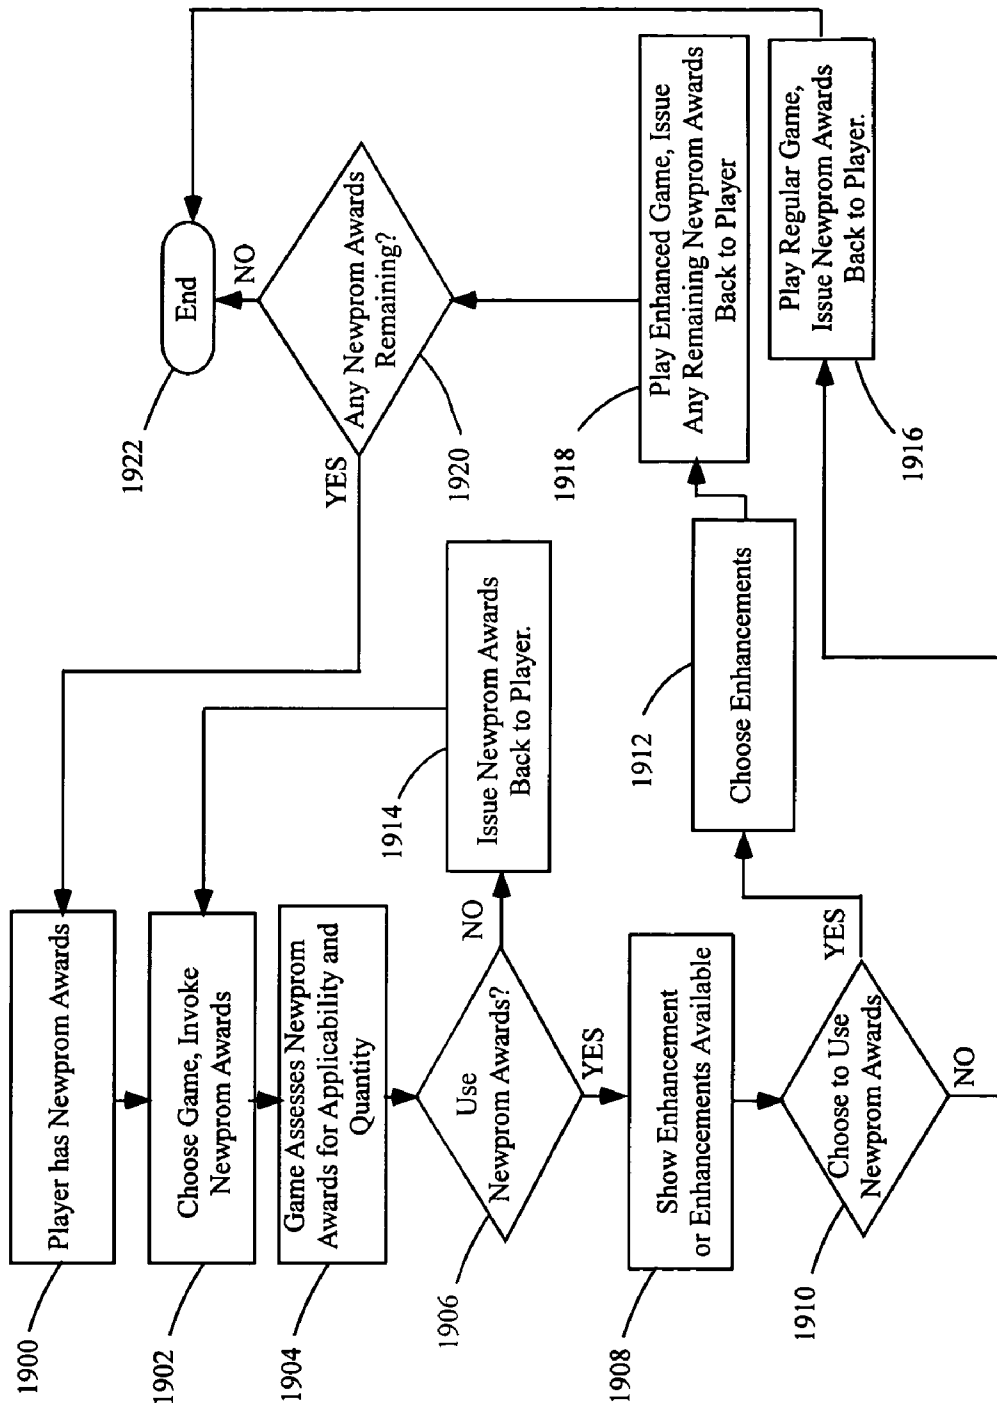 1900
Player has Newprom Awards
1902
Choose Game, Invoke
Newprom Awards
1904
Game Assesses Newprom
Awards for Applicability and
Quantity
1906
Use
Newprom Awards?
NO
YES
1914
Issue Newprom Awards
Back to Player.
1908
Show Enhancement
or Enhancements Available
1910
Choose to Use
Newprom Awards
YES
NO
1912
Choose Enhancements
1918
Play Enhanced Game, Issue
Any Remaining Newprom Awards
Back to Player
1916
Play Regular Game,
Issue Newprom Awards
Back to Player.
1920
Any Newprom Awards
Remaining?
YES
NO
1922
End